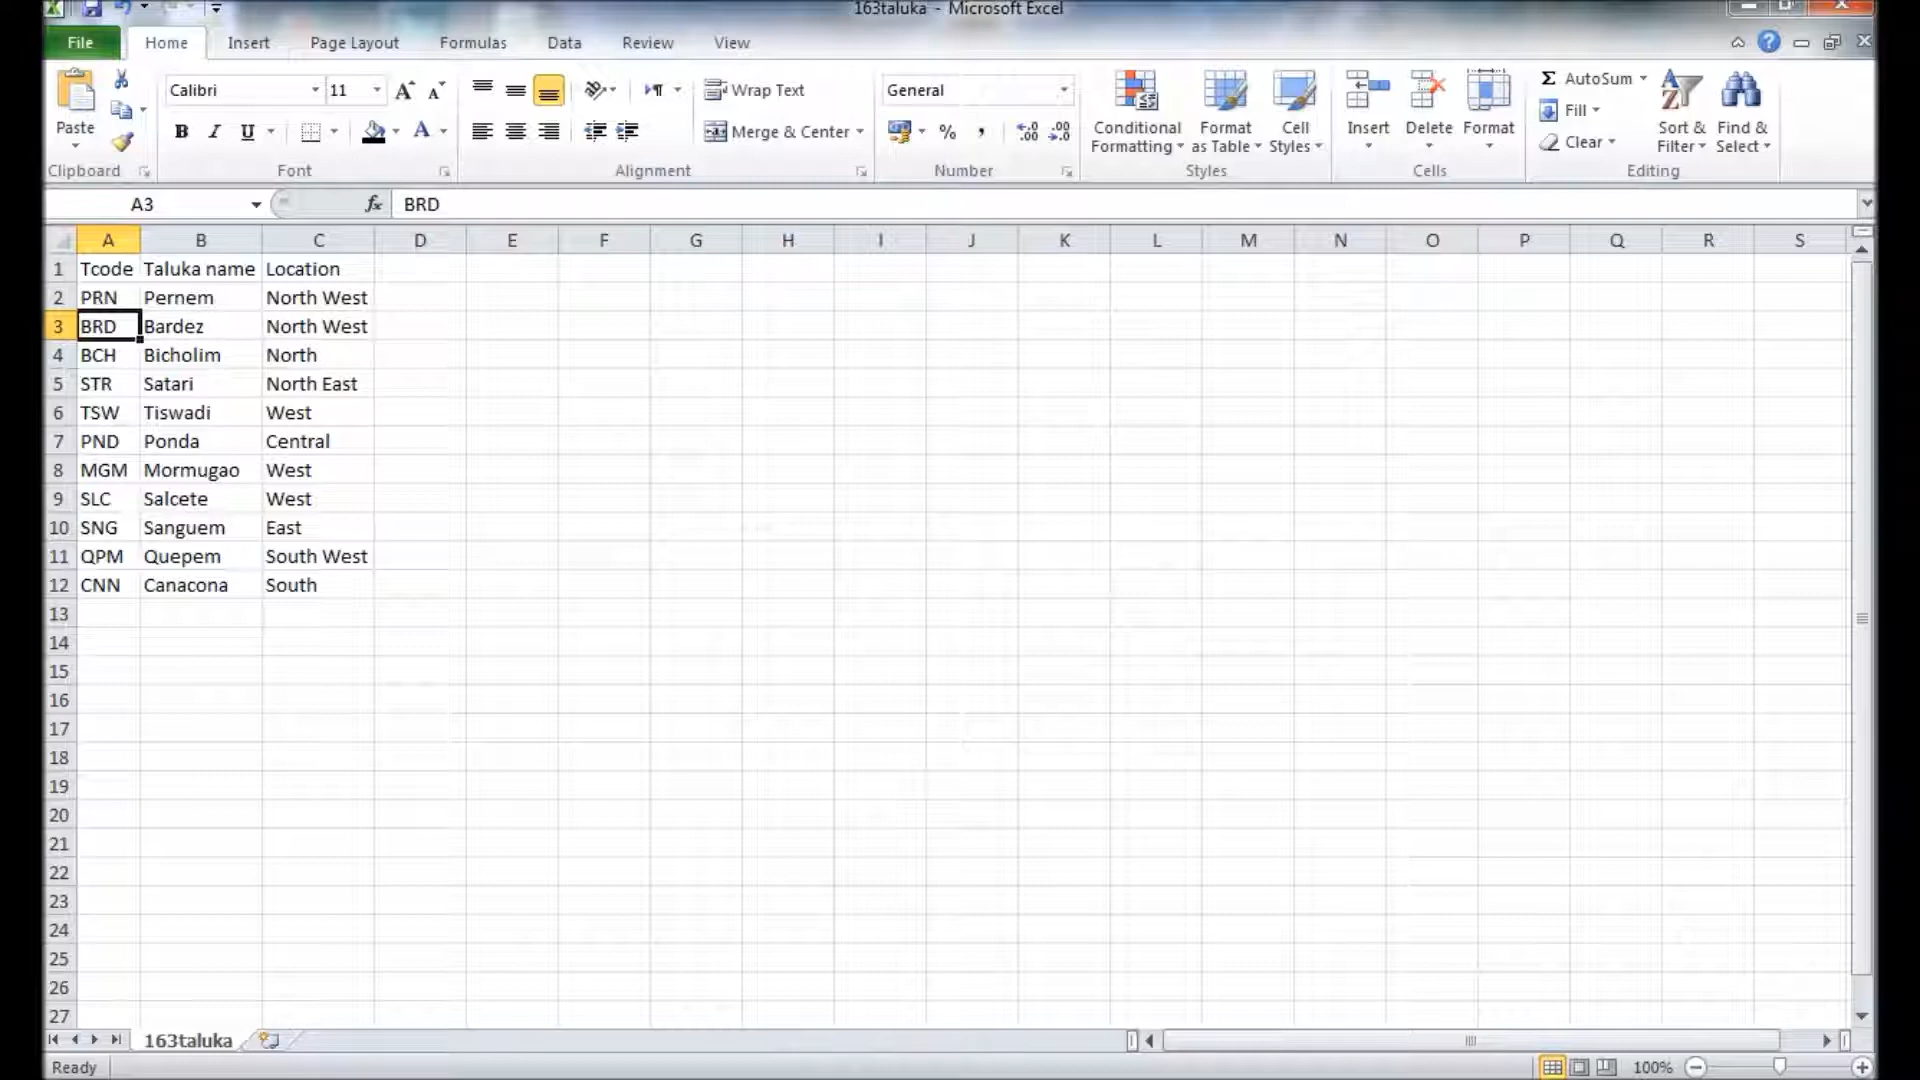 163taluka - Microsoft Excel
File Home Insert Page Layout Formulas Data Review View
Calibri 11 Wrap Text General AutoSum
Fill
Paste B I U Merge & Center % , .00 .00 Conditional Formatting Format as Table Cell Styles Insert Delete Format Clear Sort & Filter Find & Select
Clipboard Font Alignment Number Styles Cells Editing
A3 fx BRD
A B C D E F G H I J K L M N O P Q R S
1 Tcode Taluka name Location
2 PRN Pernem North West
3 BRD Bardez North West
4 BCH Bicholim North
5 STR Satari North East
6 TSW Tiswadi West
7 PND Ponda Central
8 MGM Mormugao West
9 SLC Salcete West
10 SNG Sanguem East
11 QPM Quepem South West
12 CNN Canacona South
13
14
15
16
17
18
19
20
21
22
23
24
25
26
27
163taluka
Ready 100%